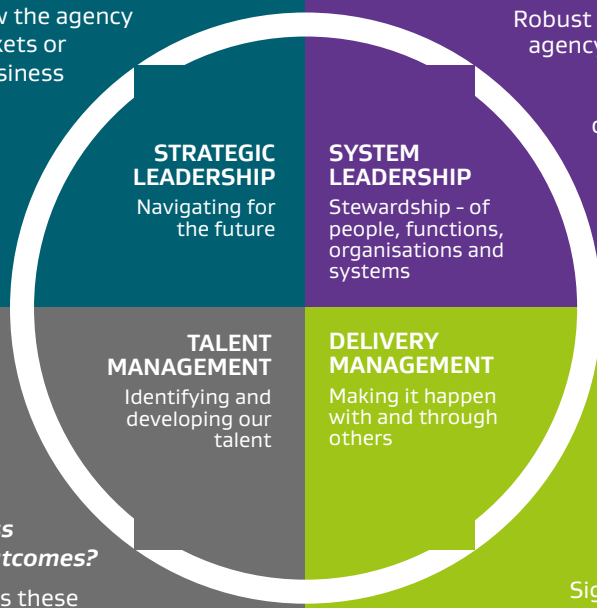 w the agency
kets or
siness
Robust
agency
STRATEGIC
LEADERSHIP
Navigating for
the future
SYSTEM
LEADERSHIP
Stewardship - of
people, functions,
organisations and
systems
TALENT
MANAGEMENT
Identifying and
developing our
talent
DELIVERY
MANAGEMENT
Making it happen
with and through
others
tcomes?
s these
Sig